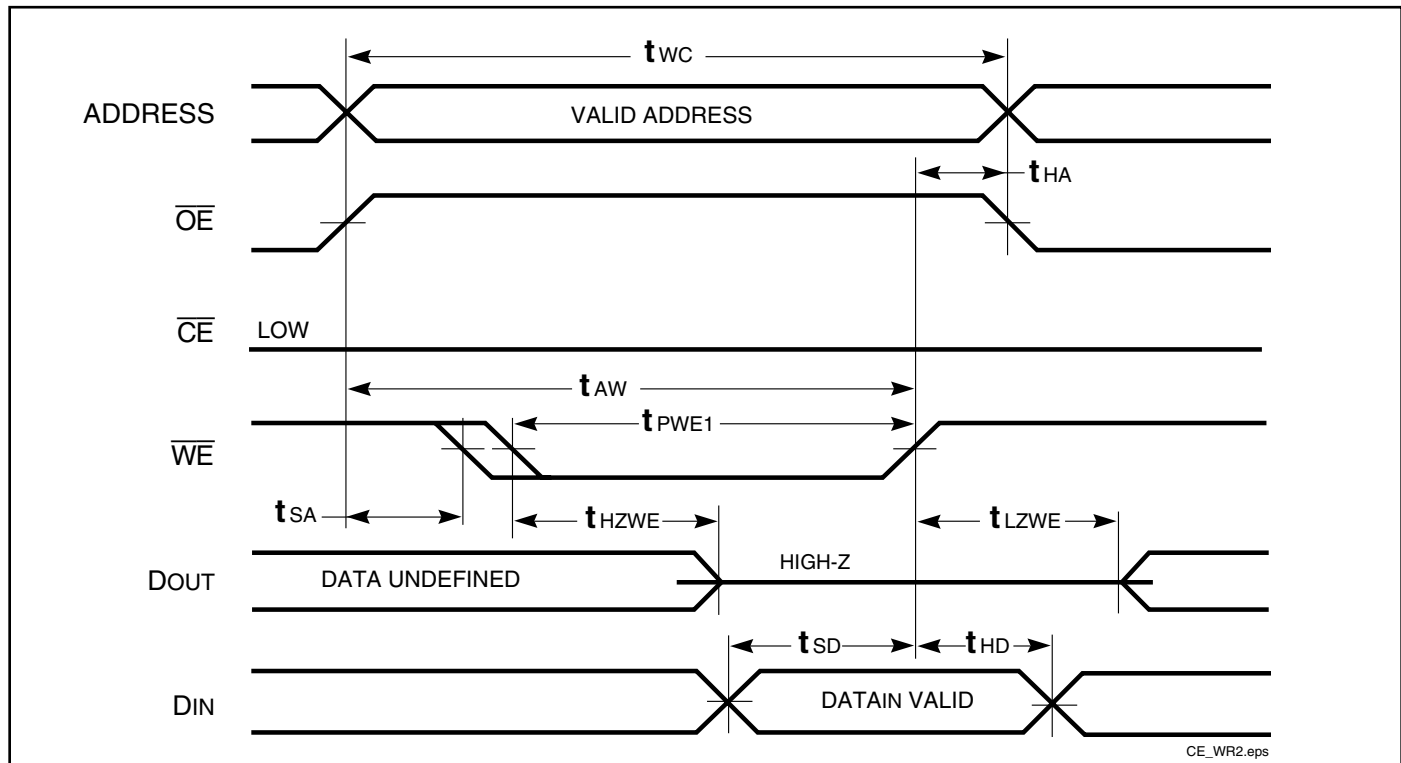 tWC
ADDRESS
VALID ADDRESS
tHA
OE
CE
LOW
tAW
tPWE1
WE
tSA
tHZWE
tLZWE
DOUT
DATA UNDEFINED
HIGH-Z
tSD
tHD
DIN
DATAIN VALID
CE_WR2.eps